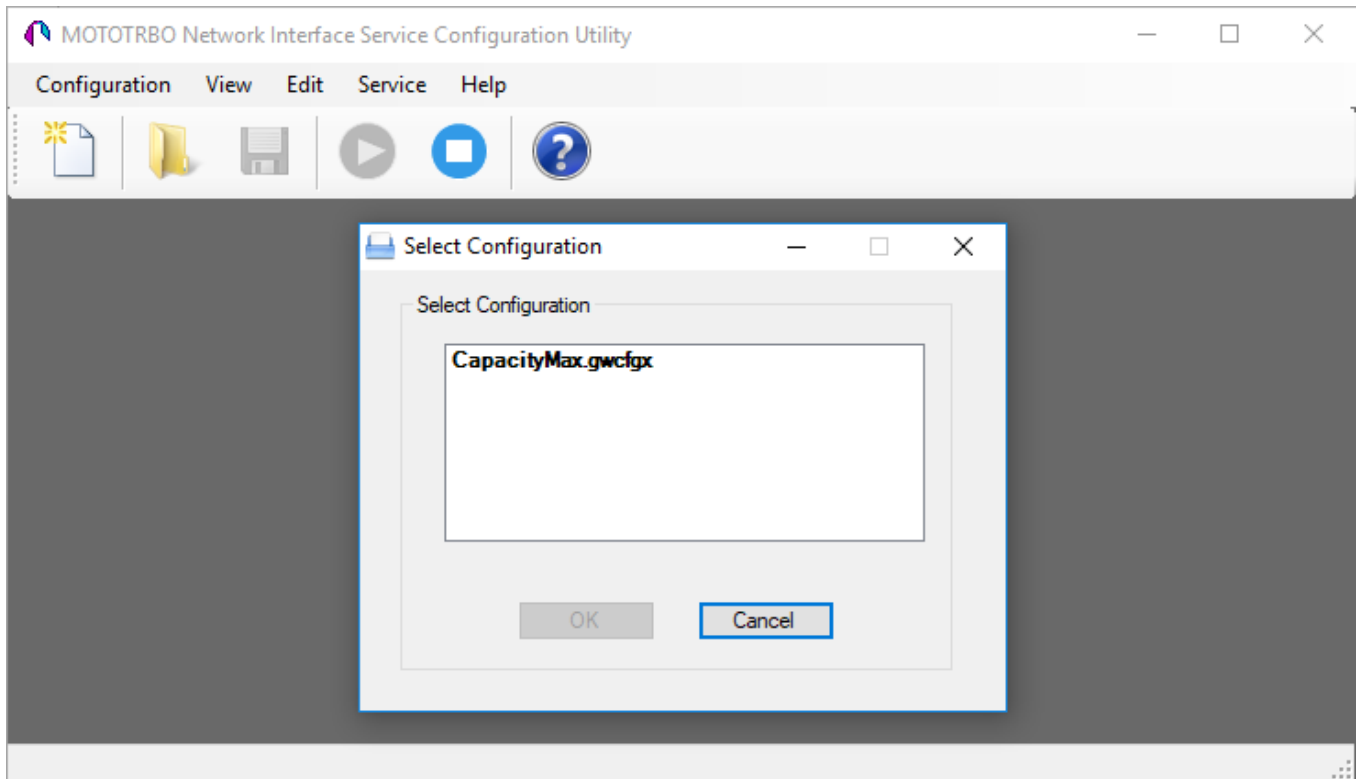 MOTOTRBO Network Interface Service Configuration Utility
Configuration View Edit Service Help
?
Select Configuration
Select Configuration
CapacityMax.gwcfgx
OK Cancel